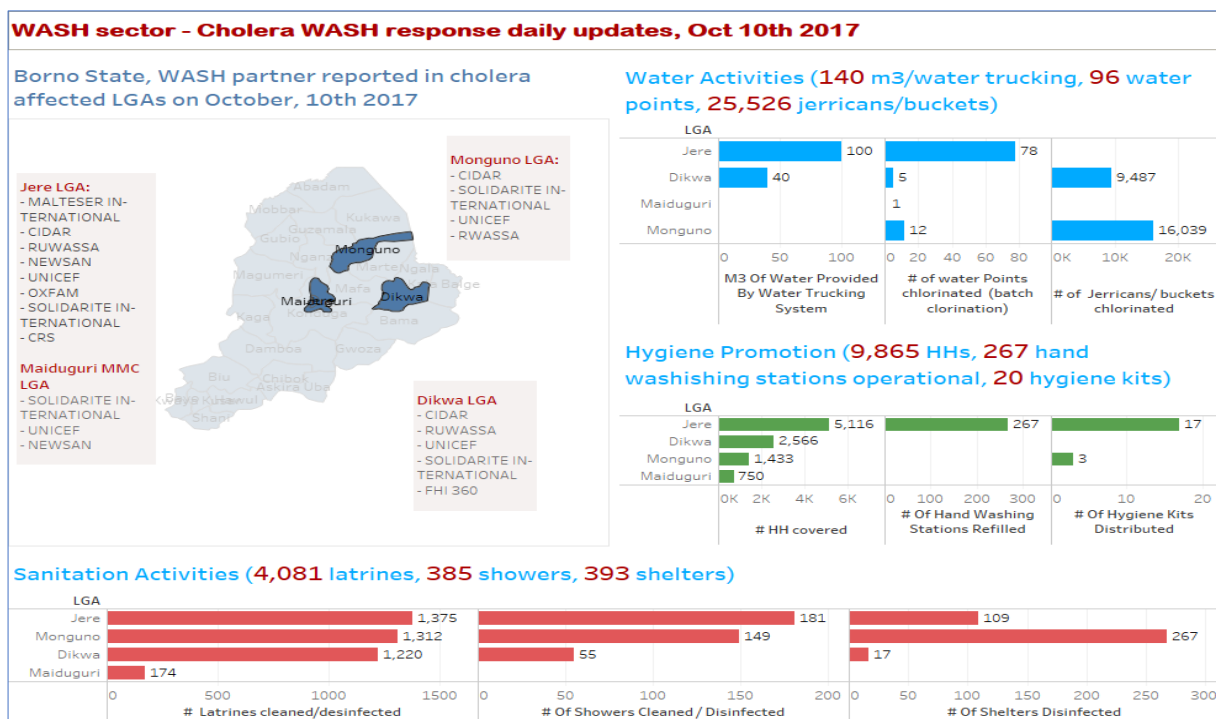 WASH sector - Cholera WASH response daily updates, Oct 10th 2017
Borno State, WASH partner reported in cholera
affected LGAs on October, 10th 2017
Jere LGA:
- MALTESER IN-
TERNATIONAL
- CIDAR
- RUWASSA
- NEWSAN
- UNICEF
- OXFAM
- SOLIDARITE IN-
TERNATIONAL
- CRS
Maiduguri MMC
LGA
- SOLIDARITE IN-
TERNATIONAL
- UNICEF
- NEWSAN
Abadam
Mobbar
Kukawa
Guzamala
Gubio
Monguno
Marte
Ngala
Magumeri
Mafa
Balge
Maiduguri
Dikwa
Kaga
Bama
Damboa
Gwoza
Biu
Chibok
Askira Uba
Hawul
Shani
Monguno LGA:
- CIDAR
- SOLIDARITE IN-
TERNATIONAL
- UNICEF
- RWASSA
Dikwa LGA
- CIDAR
- RUWASSA
- UNICEF
- SOLIDARITE IN-
TERNATIONAL
- FHI 360
Water Activities (140 m3/water trucking, 96 water
points, 25,526 jerricans/buckets)
LGA
Jere 100 78
Dikwa 40 5 9,487
Maiduguri 1
Monguno 12 16,039
0 50 100 0 20 40 60 80 0K 10K 20K
M3 Of Water Provided
By Water Trucking
System
# of water Points
chlorinated (batch
clorination)
# of Jerricans/ buckets
chlorinated
Hygiene Promotion (9,865 HHs, 267 hand
washishing stations operational, 20 hygiene kits)
LGA
Jere 5,116 267 17
Dikwa 2,566
Monguno 1,433 3
Maiduguri 750
0K 2K 4K 6K 0 100 200 300 0 10 20
# HH covered
# Of Hand Washing
Stations Refilled
# Of Hygiene Kits
Distributed
Sanitation Activities (4,081 latrines, 385 showers, 393 shelters)
LGA
Jere 1,375 181 109
Monguno 1,312 149 267
Dikwa 1,220 55 17
Maiduguri 174
0 500 1000 1500 0 50 100 150 200 0 50 100 150 200 250 300
# Latrines cleaned/desinfected
# Of Showers Cleaned / Disinfected
# Of Shelters Disinfected